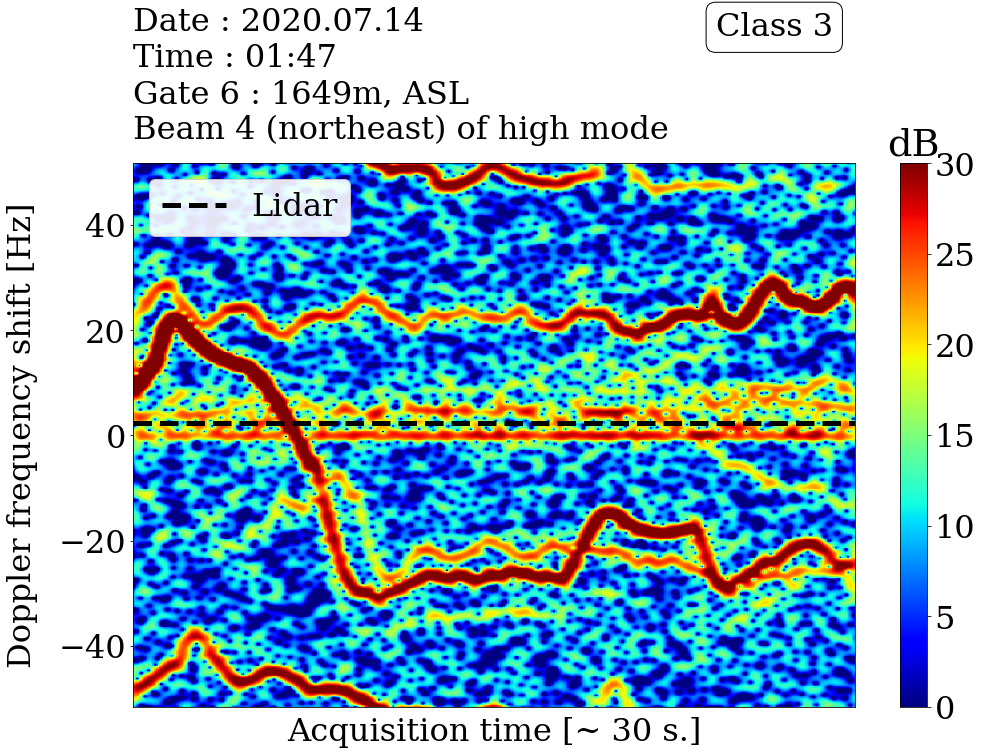 Date : 2020.07.14
Time : 01:47
Gate 6 : 1649m, ASL
Beam 4 (northeast) of high mode
Class 3
dB
Lidar
Doppler frequency shift [Hz]
40
20
0
−20
−40
30
25
20
15
10
5
0
Acquisition time [~ 30 s.]